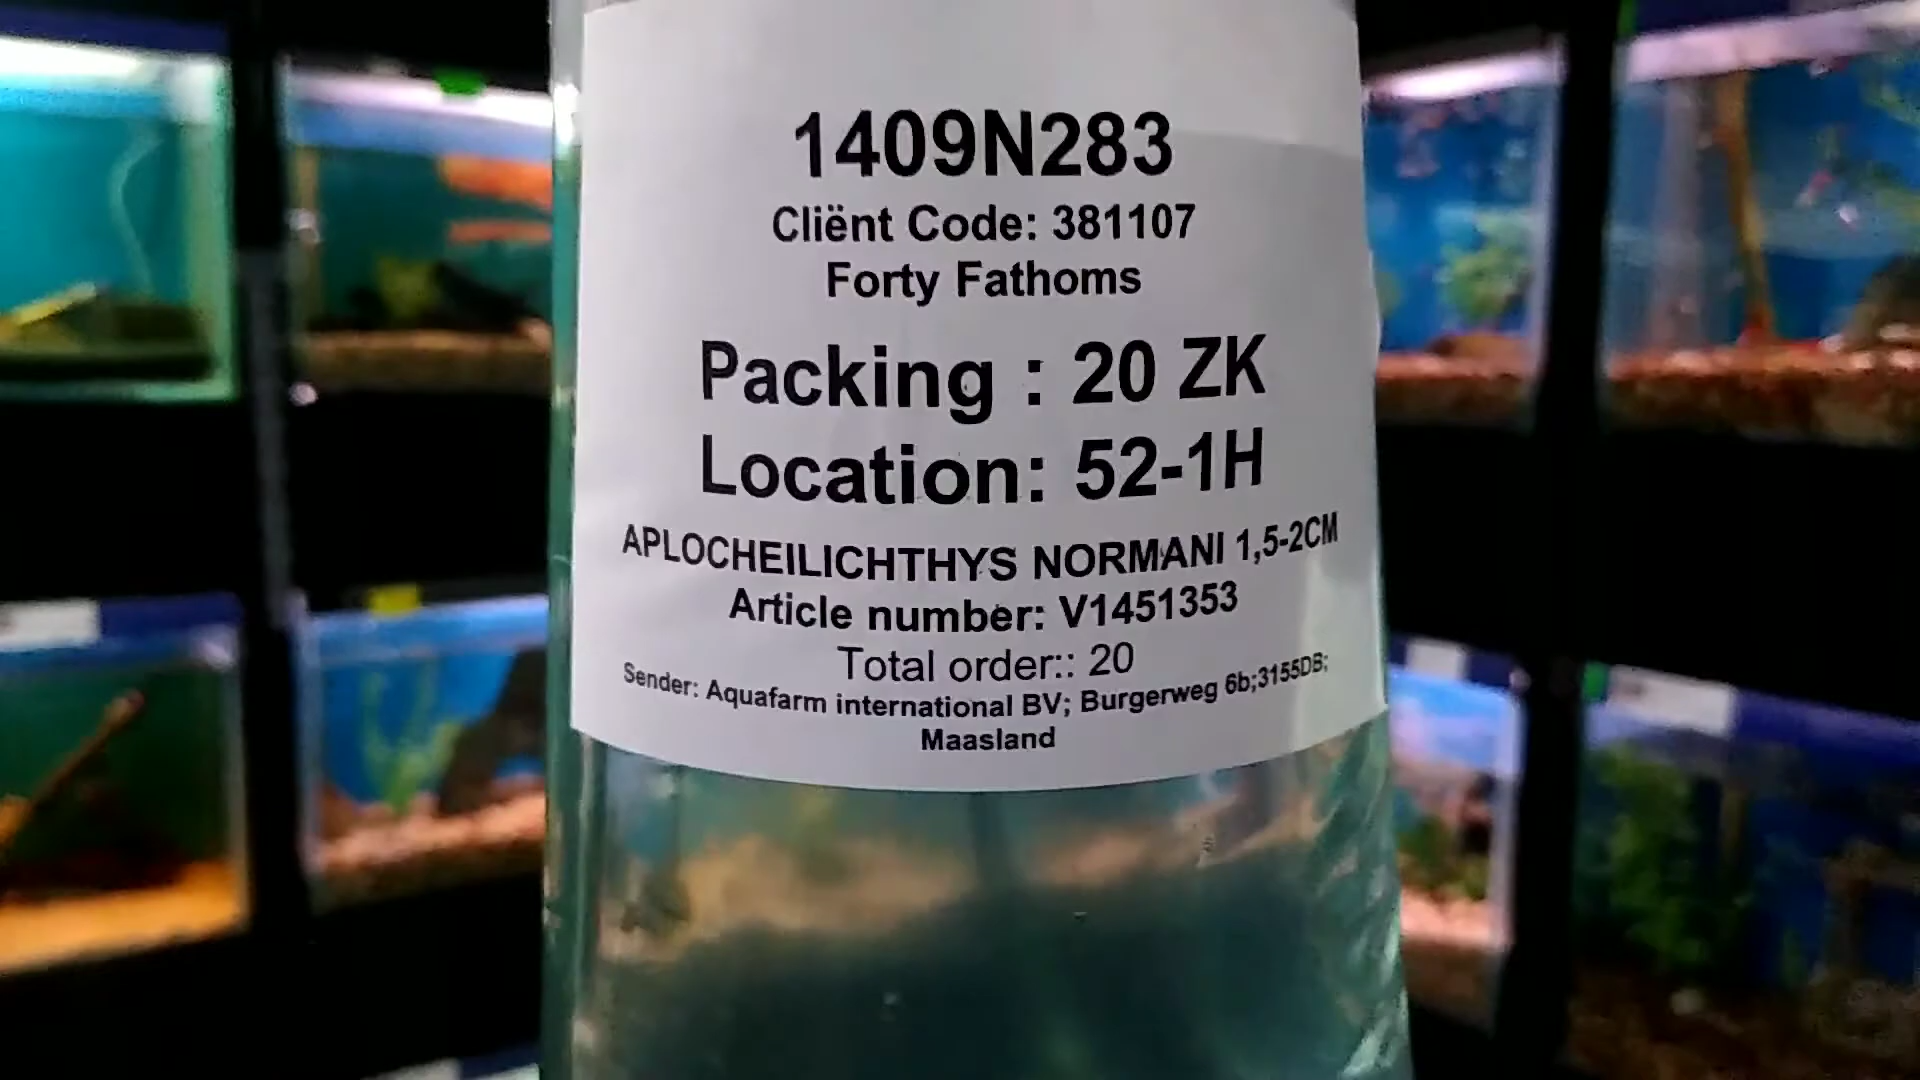 1409N283
Cliënt Code: 381107
Forty Fathoms
Packing : 20 ZK
Location: 52-1H
APLOCHEILICHTHYS NORMANI 1,5-2CM
Article number: V1451353
Total order:: 20
Sender: Aquafarm international BV; Burgerweg 6b;3155DB;
Maasland